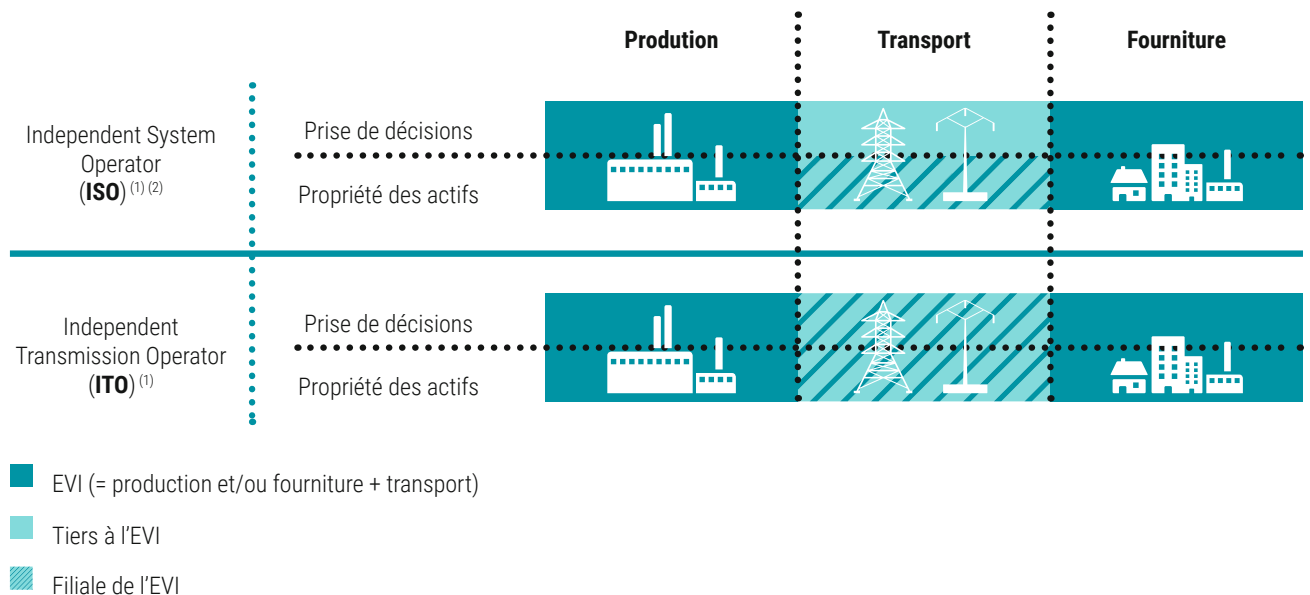 Prodution
Transport
Fourniture
Independent System
Operator
(ISO) (1) (2)
Prise de décisions
Propriété des actifs
Independent
Transmission Operator
(ITO) (1)
Prise de décisions
Propriété des actifs
EVI (= production et/ou fourniture + transport)
Tiers à l’EVI
Filiale de l’EVI